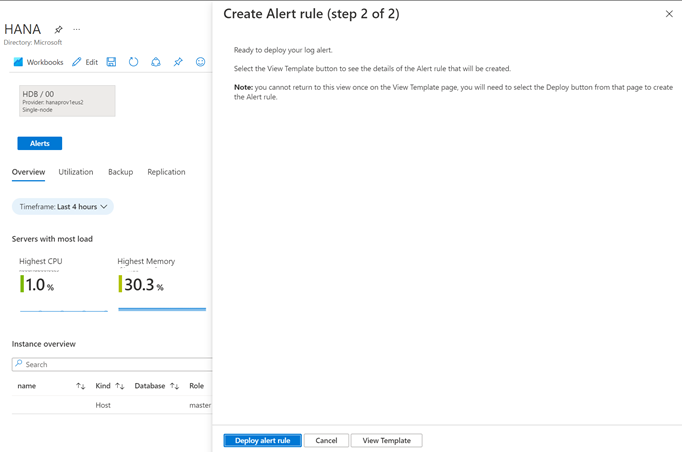 HANA
...
Directory: Microsoft
Workbooks
Edit
HDB / 00
Provider: hanaprov1eus2
Single-node
Alerts
Overview
Utilization
Backup
Replication
Timeframe: Last 4 hours
Servers with most load
Highest CPU
1.0 %
Highest Memory
30.3 %
Instance overview
Search
name
Kind
Database
Role
Host
master
Create Alert rule (step 2 of 2)
Ready to deploy your log alert.
Select the View Template button to see the details of the Alert rule that will be created.
Note: you cannot return to this view once on the View Template page, you will need to select the Deploy button from that page to create
the Alert rule.
Deploy alert rule
Cancel
View Template